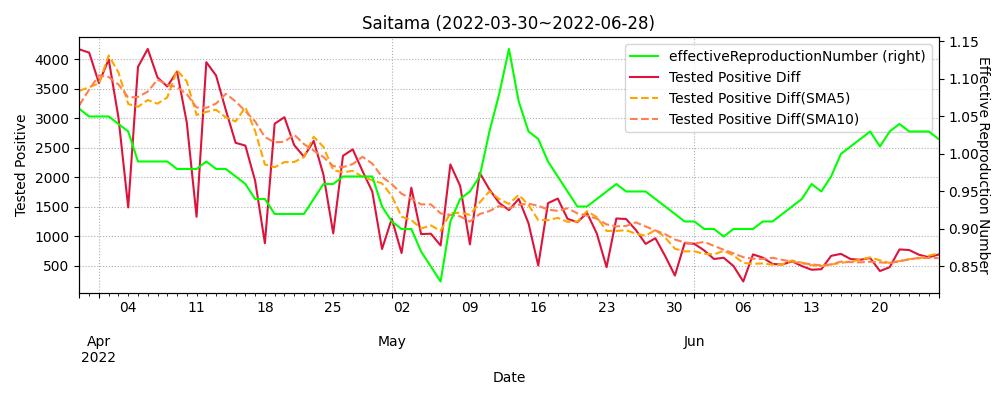 Saitama (2022-03-30~2022-06-28)
effectiveReproductionNumber (right)
Tested Positive Diff
Tested Positive Diff(SMA5)
Tested Positive Diff(SMA10)
Tested Positive
4000
3500
3000
2500
2000
1500
1000
500
1.15
1.10
1.05
1.00
0.95
0.90
0.85
Effective Reproduction Number
04 11 18 25 02 09 16 23 30 06 13 20
Apr May Jun
2022
Date